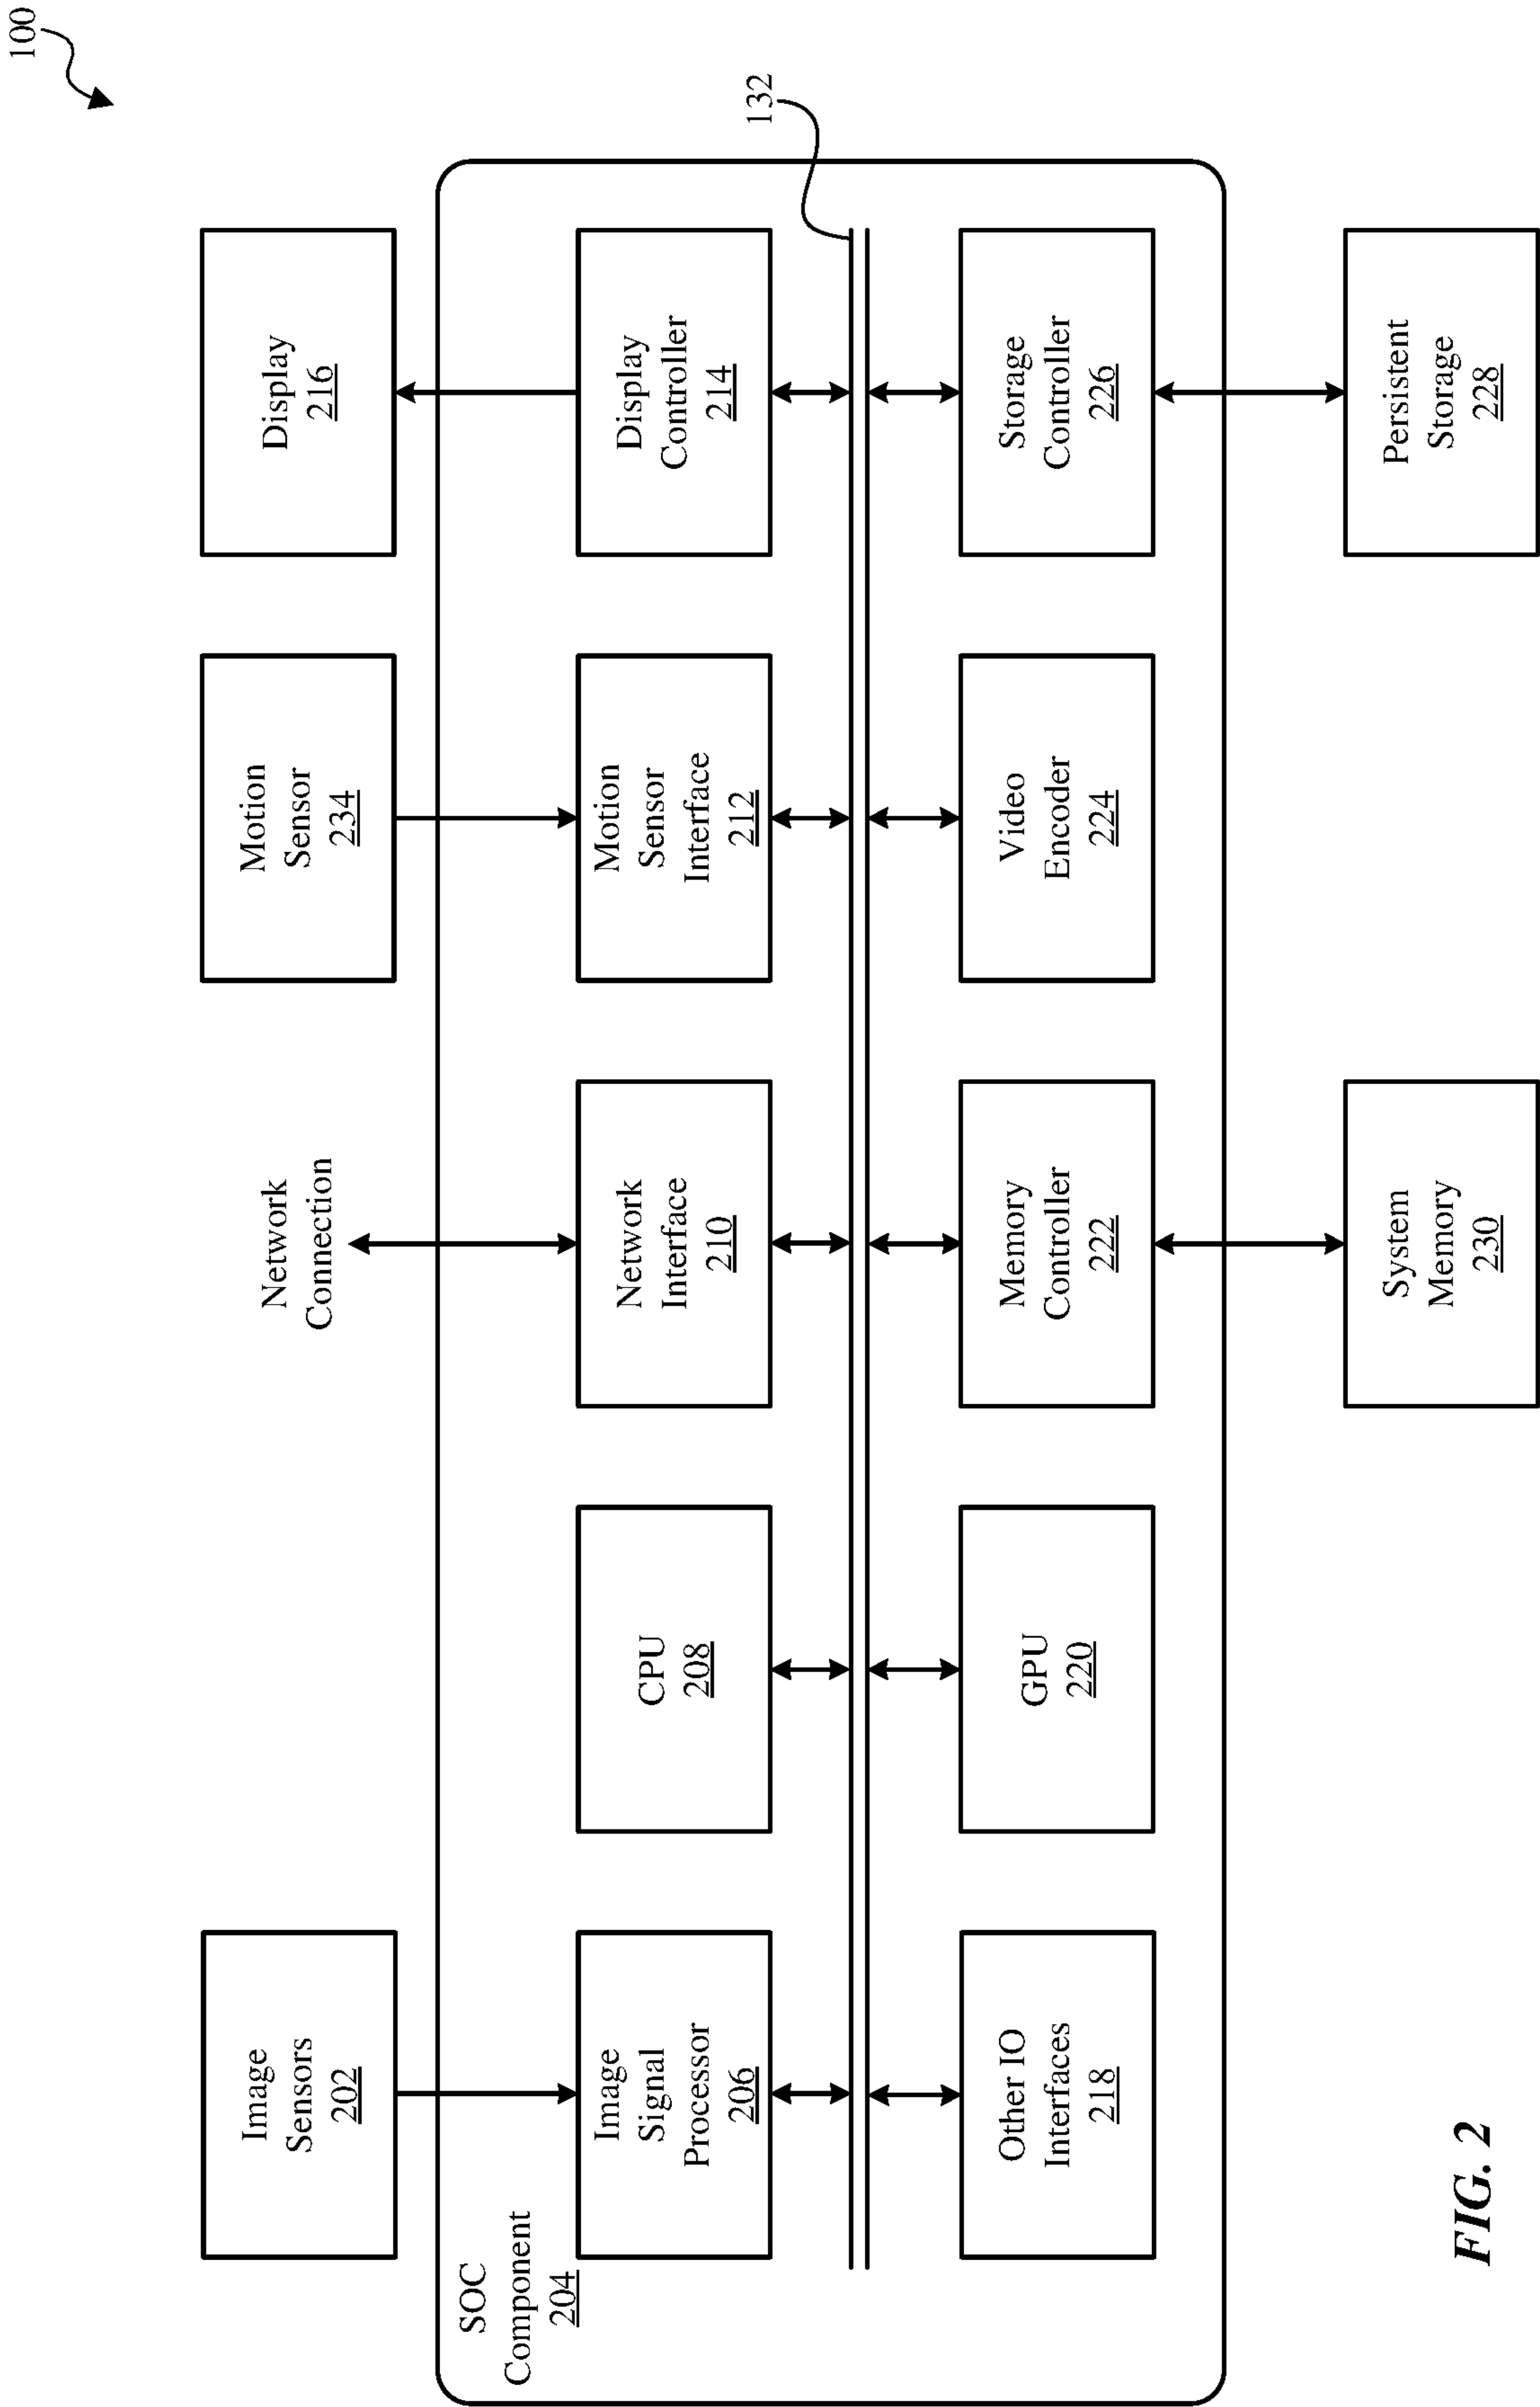 100
Image
Sensors
202
Network
Connection
Motion
Sensor
234
Display
216
SOC
Component
204
Image
Signal
Processor
206
CPU
208
Network
Interface
210
Motion
Sensor
Interface
212
Display
Controller
214
132
Other IO
Interfaces
218
GPU
220
Memory
Controller
222
Video
Encoder
224
Storage
Controller
226
System
Memory
230
Persistent
Storage
228
FIG. 2